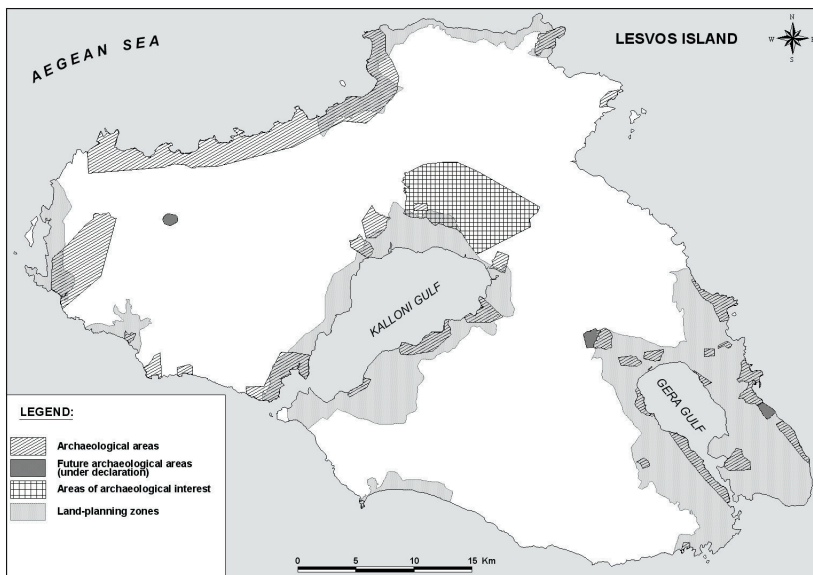 AEGEAN SEA
LESVOS ISLAND
N
W E
S
KALLONI GULF
GERA GULF
LEGEND:
Archaeological areas
Future archaeological areas
(under declaration)
Areas of archaeological interest
Land-planning zones
0 5 10 15 Km